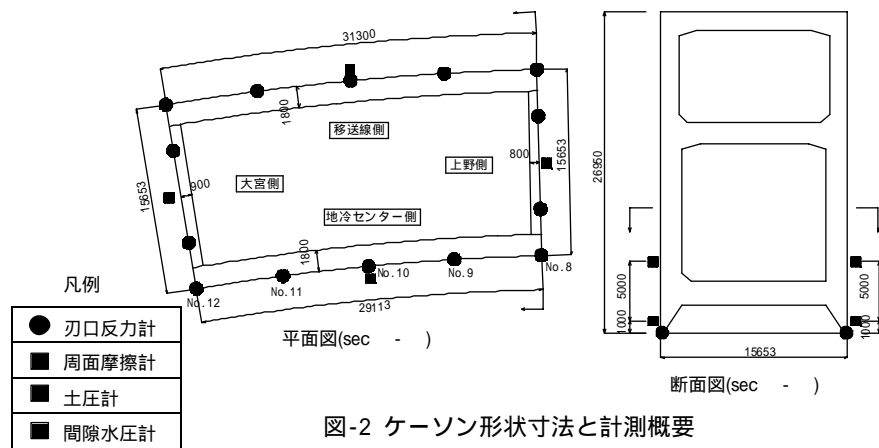 31300
1800
移送線側
上野側
800
15653
大宮側
900
15653
地冷センター側
1800
No.12
No.11
No.10
No.9
No.8
29113
平面図(sec - )
凡例
刃口反力計
周面摩擦計
土圧計
間隙水圧計
26950
5000
1000
5000
1000
15653
断面図(sec - )
図-2 ケーソン形状寸法と計測概要